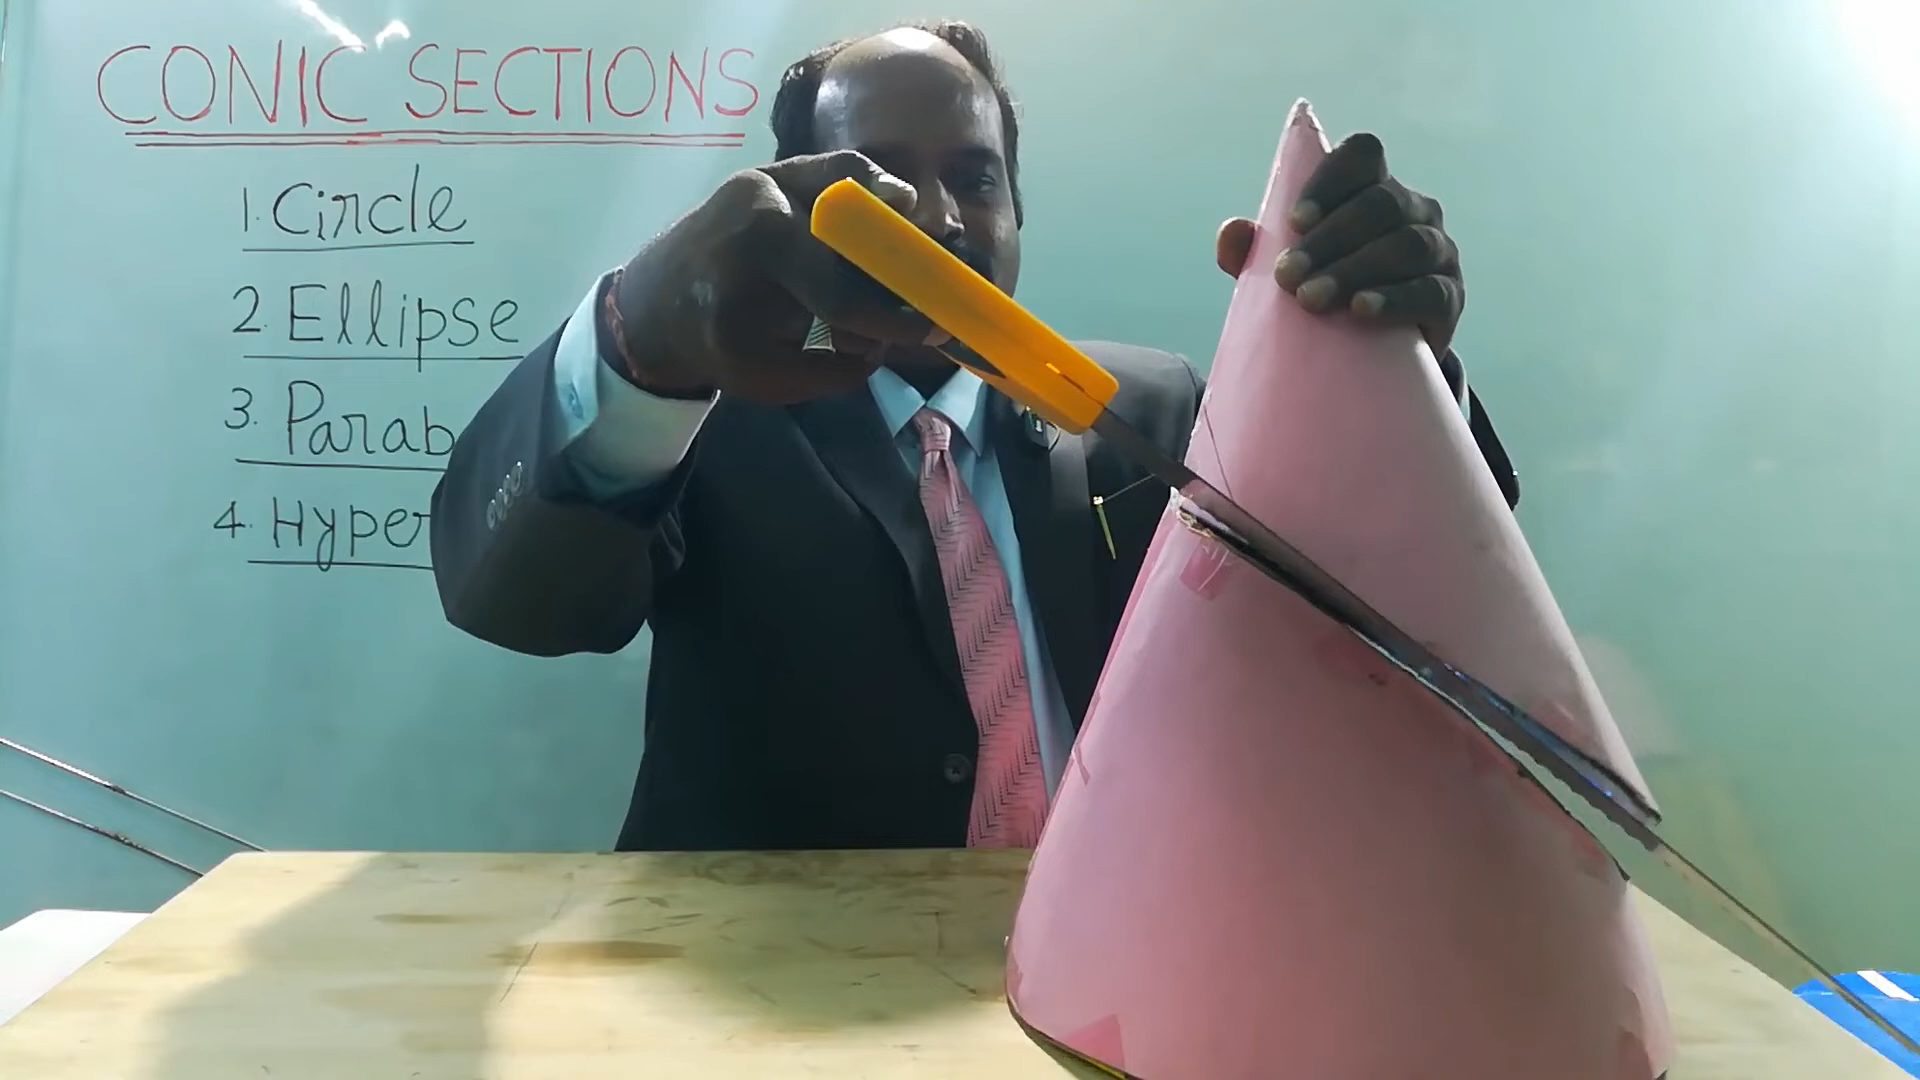 CONIC SECTIONS
1. Circle
2. Ellipse
3. Parab
4. Hyper